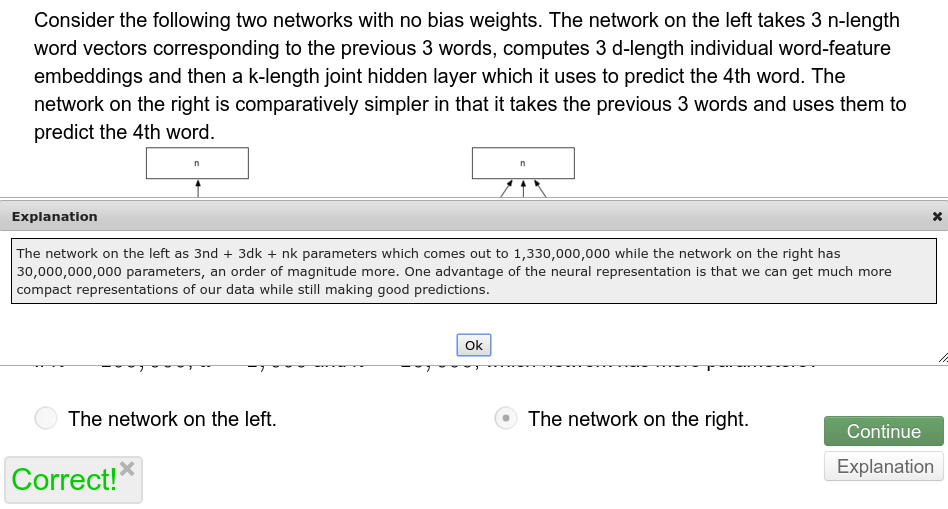 Consider the following two networks with no bias weights. The network on the left takes 3 n-length
word vectors corresponding to the previous 3 words, computes 3 d-length individual word-feature
embeddings and then a k-length joint hidden layer which it uses to predict the 4th word. The
network on the right is comparatively simpler in that it takes the previous 3 words and uses them to
predict the 4th word.
n n
Explanation
The network on the left as 3nd + 3dk + nk parameters which comes out to 1,330,000,000 while the network on the right has
30,000,000,000 parameters, an order of magnitude more. One advantage of the neural representation is that we can get much more
compact representations of our data while still making good predictions.
Ok
The network on the left. The network on the right.
Continue
Explanation
Correct!